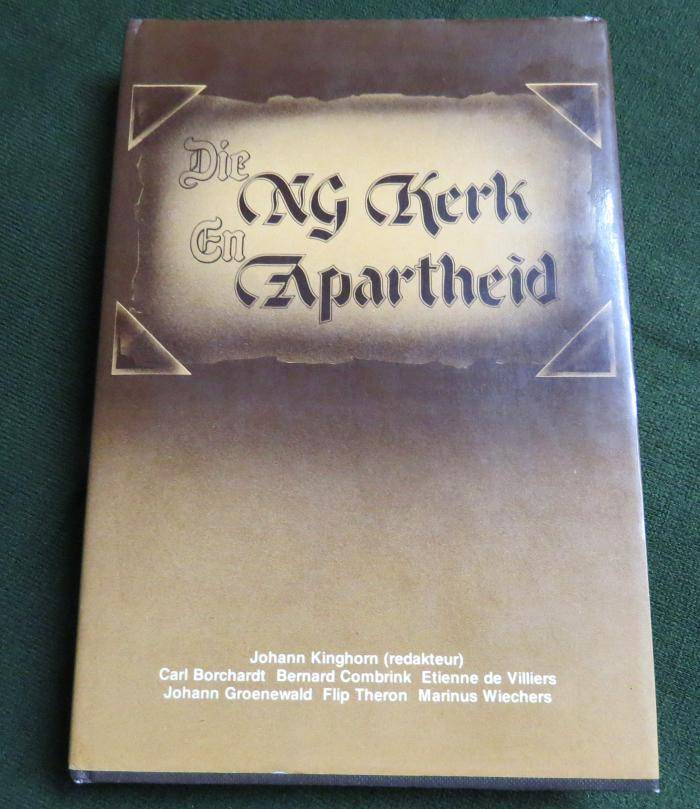 Die
NG Kerk
En
Apartheid
Johann Kinghorn (redakteur)
Carl Borchardt Bernard Combrink Etienne de Villiers
Johann Groenewald Flip Theron Marinus Wiechers